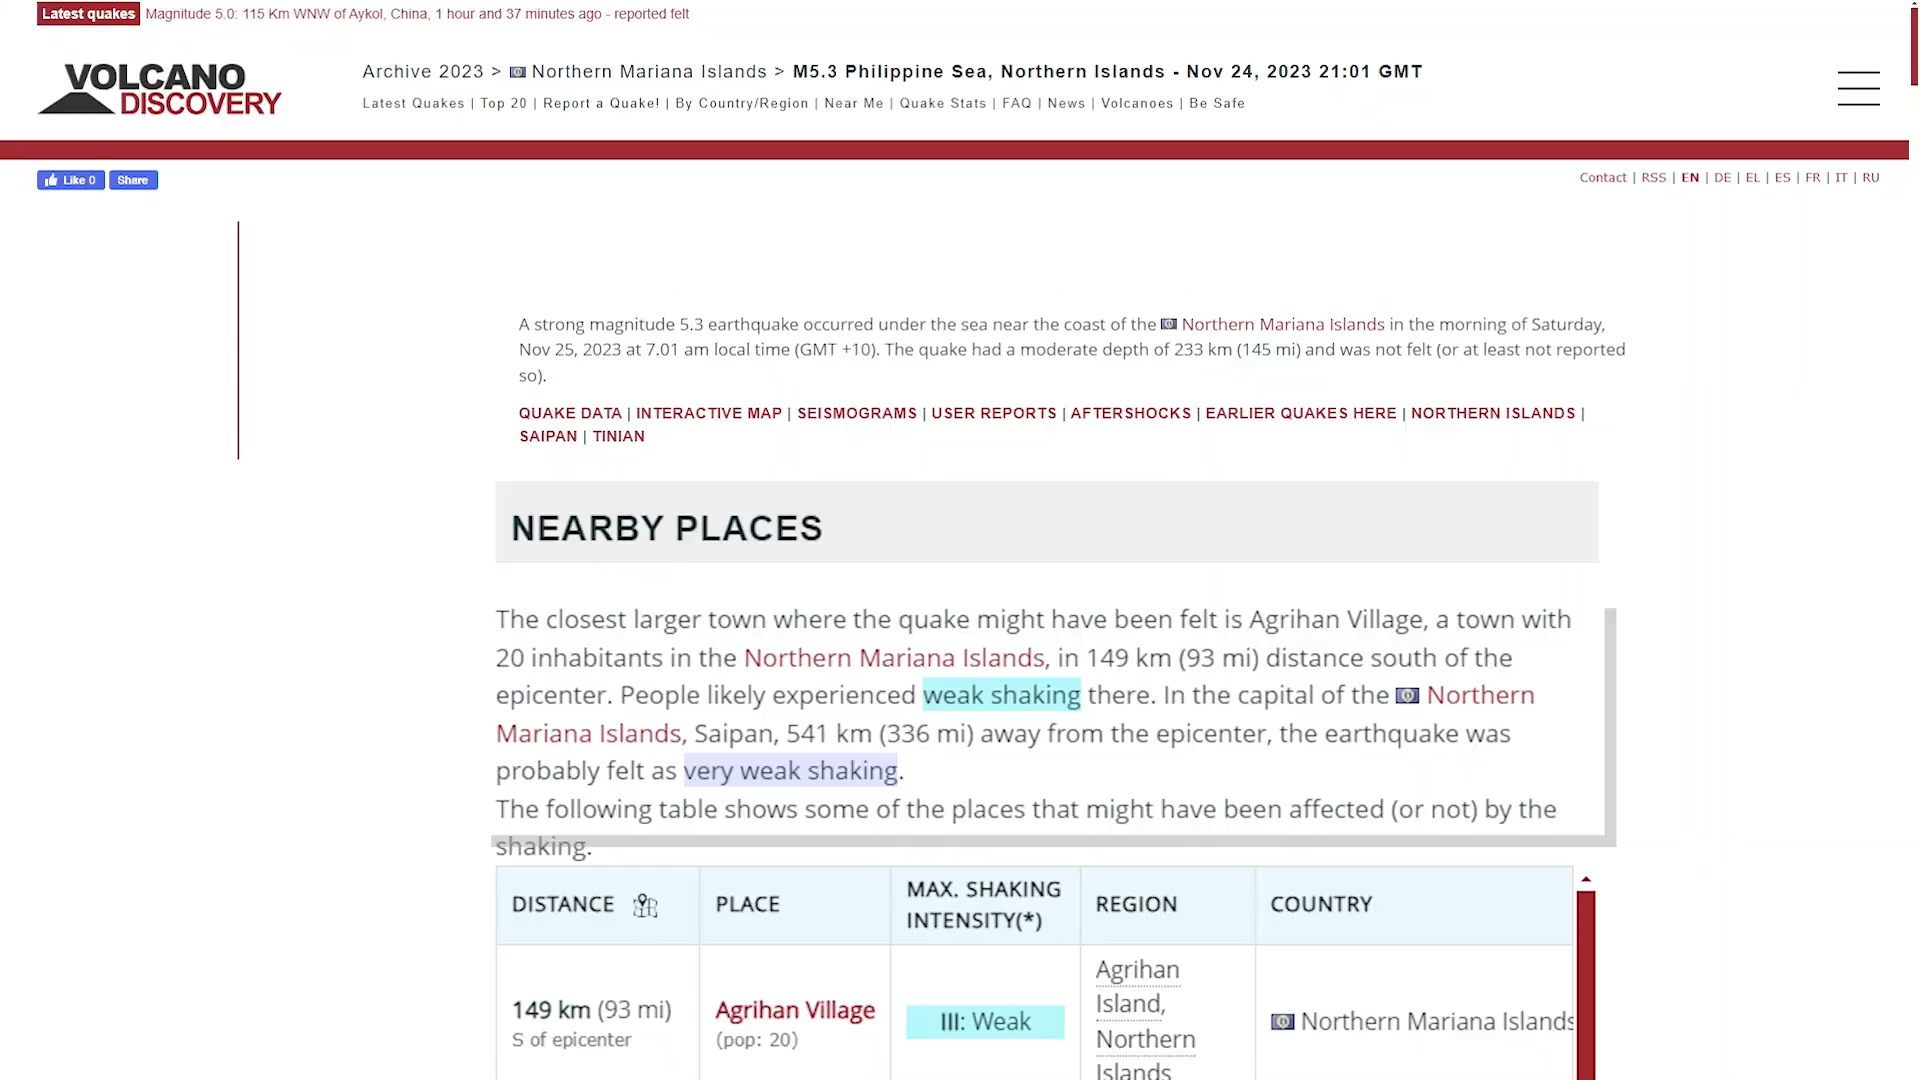 Latest quakes Magnitude 5.0: 115 Km WNW of Aykol, China, 1 hour and 37 minutes ago - reported felt
VOLCANO
DISCOVERY
Archive 2023 > Northern Mariana Islands > M5.3 Philippine Sea, Northern Islands - Nov 24, 2023 21:01 GMT
Latest Quakes | Top 20 | Report a Quake! | By Country/Region | Near Me | Quake Stats | FAQ | News | Volcanoes | Be Safe
Like 0 Share
Contact | RSS | EN | DE | EL | ES | FR | IT | RU
A strong magnitude 5.3 earthquake occurred under the sea near the coast of the Northern Mariana Islands in the morning of Saturday,
Nov 25, 2023 at 7.01 am local time (GMT +10). The quake had a moderate depth of 233 km (145 mi) and was not felt (or at least not reported
so).
QUAKE DATA | INTERACTIVE MAP | SEISMOGRAMS | USER REPORTS | AFTERSHOCKS | EARLIER QUAKES HERE | NORTHERN ISLANDS |
SAIPAN | TINIAN
NEARBY PLACES
The closest larger town where the quake might have been felt is Agrihan Village, a town with
20 inhabitants in the Northern Mariana Islands, in 149 km (93 mi) distance south of the
epicenter. People likely experienced weak shaking there. In the capital of the Northern
Mariana Islands, Saipan, 541 km (336 mi) away from the epicenter, the earthquake was
probably felt as very weak shaking.
The following table shows some of the places that might have been affected (or not) by the
shaking.
DISTANCE PLACE MAX. SHAKING INTENSITY(*) REGION COUNTRY
149 km (93 mi)
S of epicenter
Agrihan Village
(pop: 20)
III: Weak
Agrihan
Island,
Northern
Islands
Northern Mariana Islands